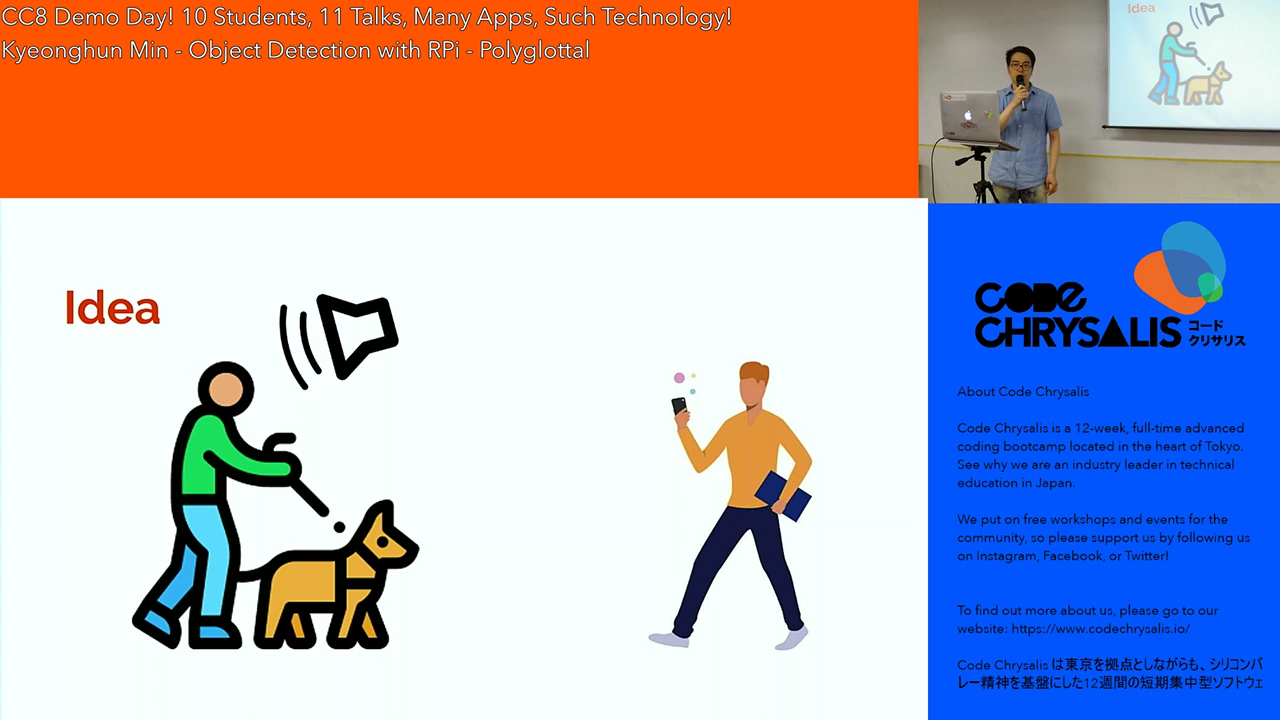 CC8 Demo Day! 10 Students, 11 Talks, Many Apps, Such Technology!
Kyeonghun Min - Object Detection with RPi - Polyglottal
Idea
Idea
CODE
CHRYSALIS
コード
クリサリス
About Code Chrysalis
Code Chrysalis is a 12-week, full-time advanced
coding bootcamp located in the heart of Tokyo.
See why we are an industry leader in technical
education in Japan.
We put on free workshops and events for the
community, so please support us by following us
on Instagram, Facebook, or Twitter!
To find out more about us, please go to our
website: https://www.codechrysalis.io/
Code Chrysalis は東京を拠点としながらも、シリコンバ
レー精神を基盤にした12週間の短期集中型ソフトウェ